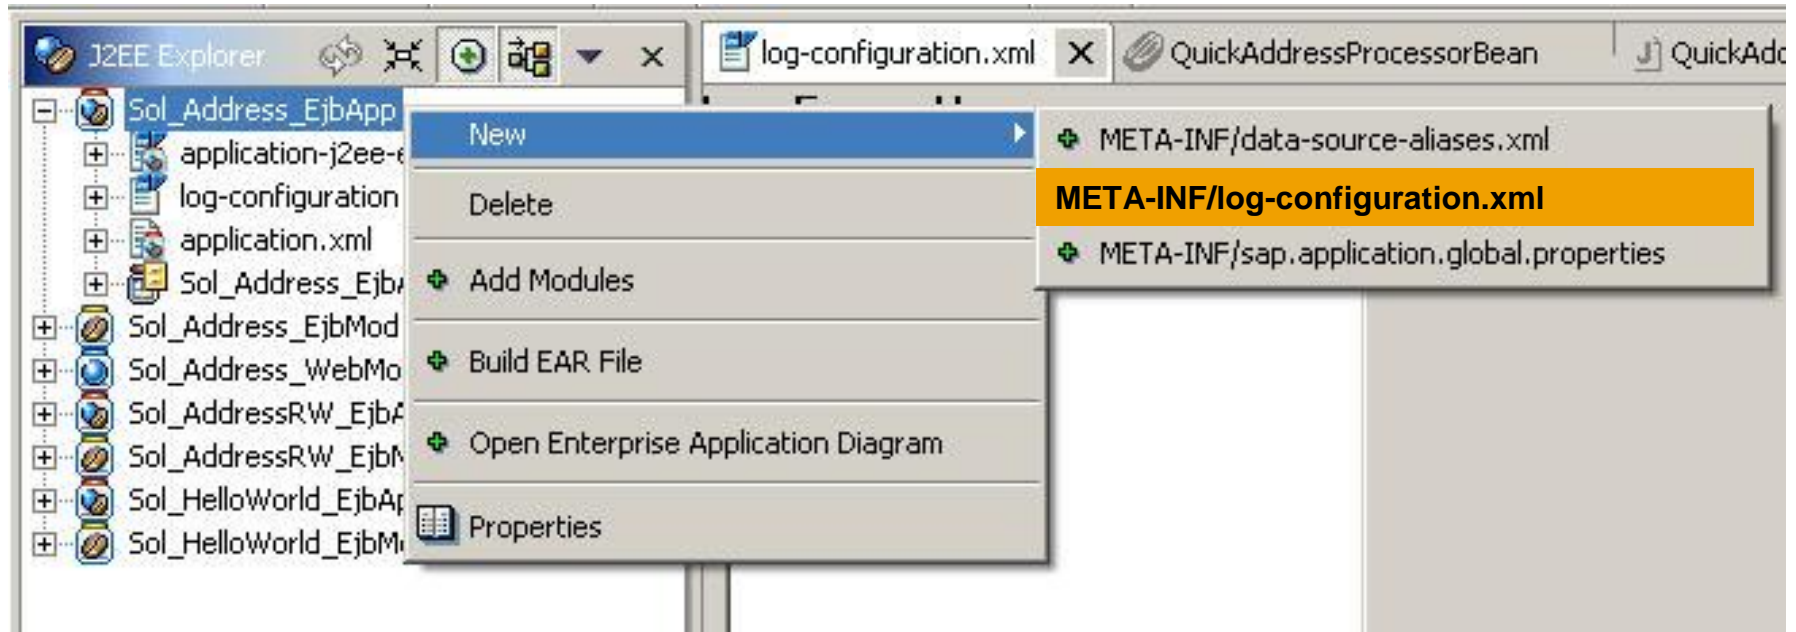 J2EE Explorer
log-configuration.xml
QuickAddressProcessorBean
QuickAdd
Sol_Address_EjbApp
application-j2ee-e
log-configuration
application.xml
Sol_Address_Ejb
Sol_Address_EjbMod
Sol_Address_WebMo
Sol_AddressRW_Ejb
Sol_AddressRW_Ejb
Sol_HelloWorld_EjbAp
Sol_HelloWorld_EjbM
New
Delete
Add Modules
Build EAR File
Open Enterprise Application Diagram
Properties
META-INF/data-source-aliases.xml
META-INF/log-configuration.xml
META-INF/sap.application.global.properties